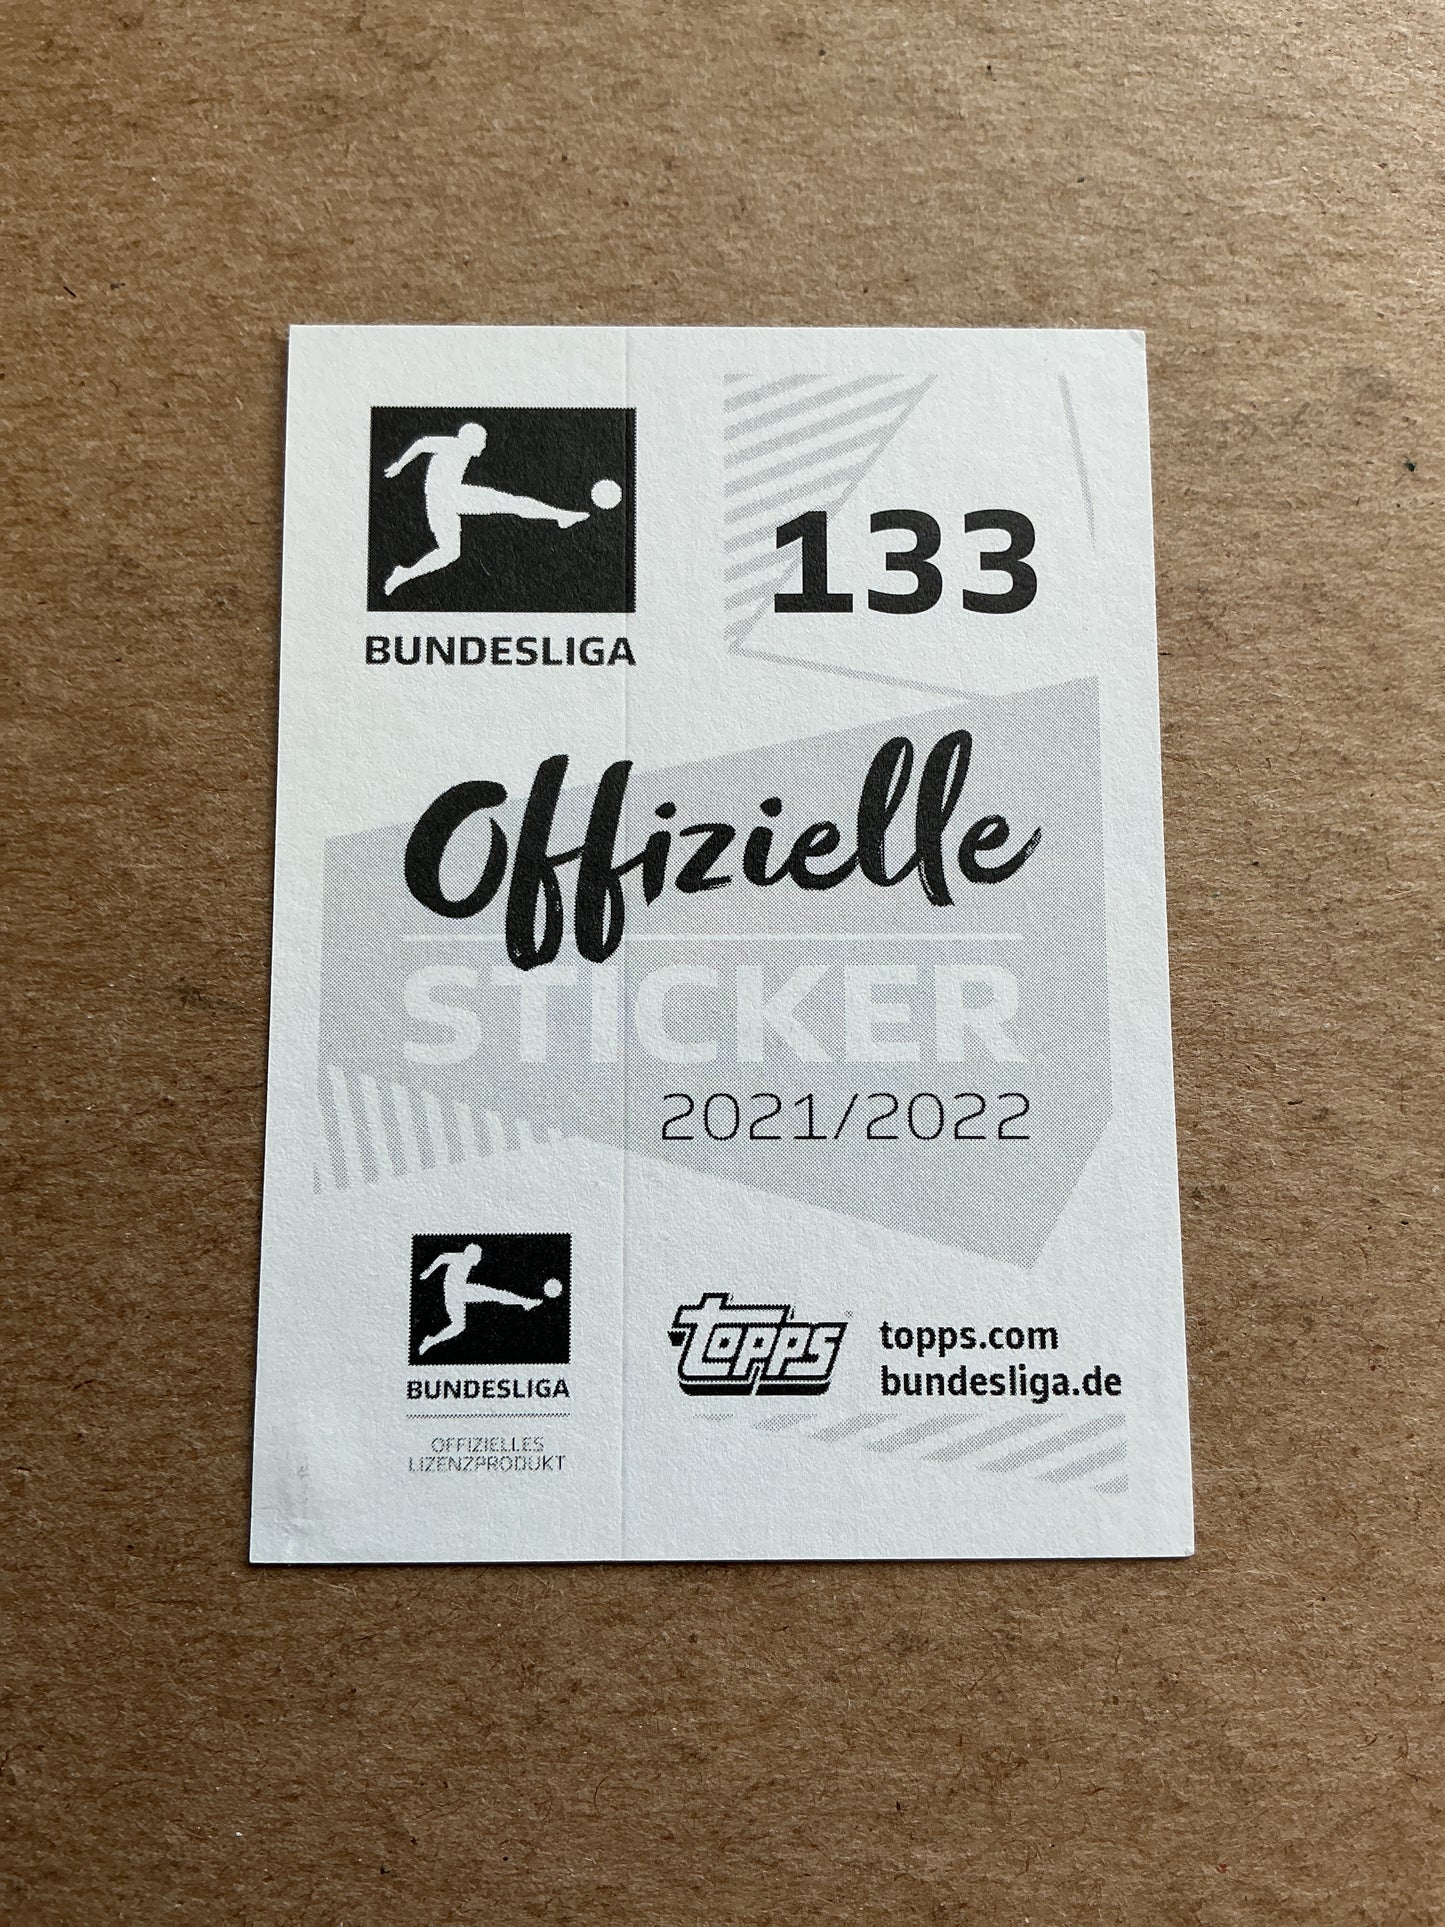 BUNDESLIGA
133
Offizielle
STICKER
2021/2022
BUNDESLIGA
OFFIZIELLES
LIZENZPRODUKT
topps
topps.com
bundesliga.de